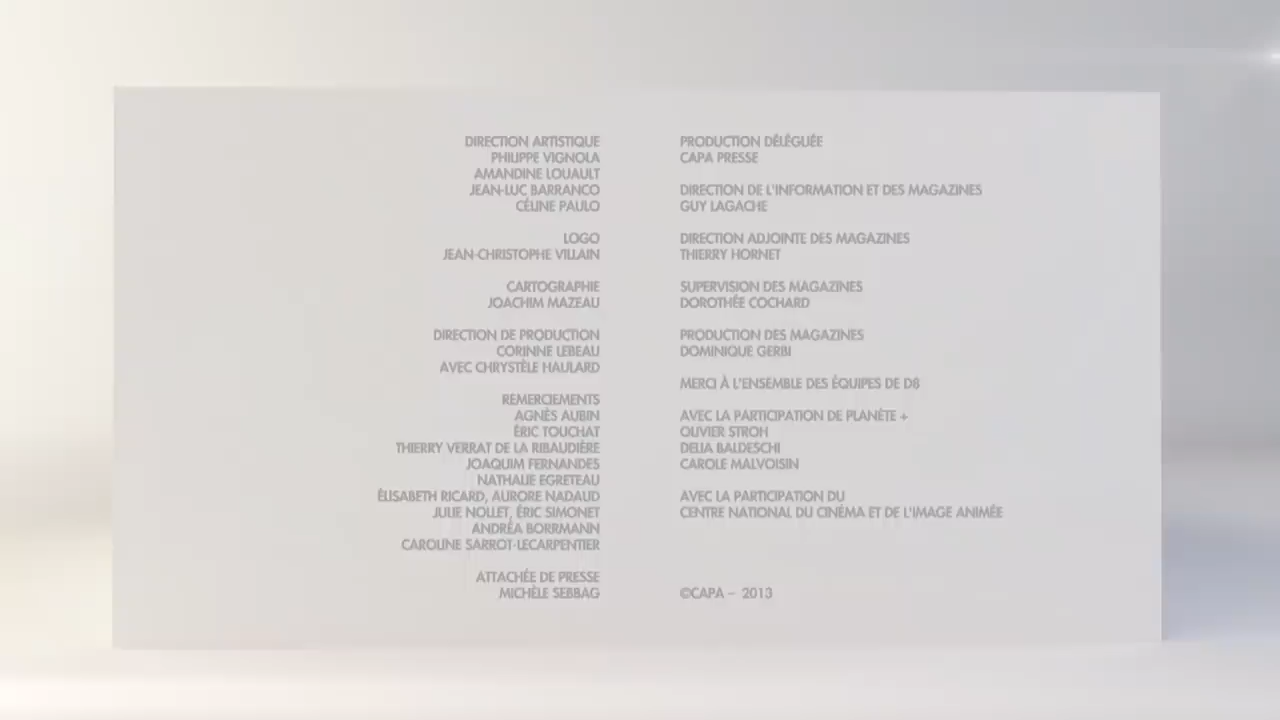 DIRECTION ARTISTIQUE
PHILIPPE VIGNOLA
AMANDINE LOUAULT
JEAN-LUC BARRANCO
CÉLINE PAULO
LOGO
JEAN-CHRISTOPHE VILLAIN
CARTOGRAPHIE
JOACHIM MAZEAU
DIRECTION DE PRODUCTION
CORINNE LEBEAU
AVEC CHRYSTÈLE HAULARD
REMERCIEMENTS
AGNÈS AUBIN
ÉRIC TOUCHAT
THIERRY VERRAT DE LA RIBAUDIÈRE
JOAQUIM FERNANDES
NATHALIE EGRETEAU
ÉLISABETH RICARD, AURORE NADAUD
JULIE NOLLET, ÉRIC SIMONET
ANDRÉA BORRMANN
CAROLINE SARROT-LECARPENTIER
ATTACHÉE DE PRESSE
MICHÈLE SEBBAG
PRODUCTION DÉLÉGUÉE
CAPA PRESSE
DIRECTION DE L'INFORMATION ET DES MAGAZINES
GUY LAGACHE
DIRECTION ADJOINTE DES MAGAZINES
THIERRY HORNET
SUPERVISION DES MAGAZINES
DOROTHÉE COCHARD
PRODUCTION DES MAGAZINES
DOMINIQUE GERBI
MERCI À L'ENSEMBLE DES ÉQUIPES DE D8
AVEC LA PARTICIPATION DE PLANÈTE +
OLIVIER STROH
DELIA BALDESCHI
CAROLE MALVOISIN
AVEC LA PARTICIPATION DU
CENTRE NATIONAL DU CINÉMA ET DE L'IMAGE ANIMÉE
©CAPA – 2013